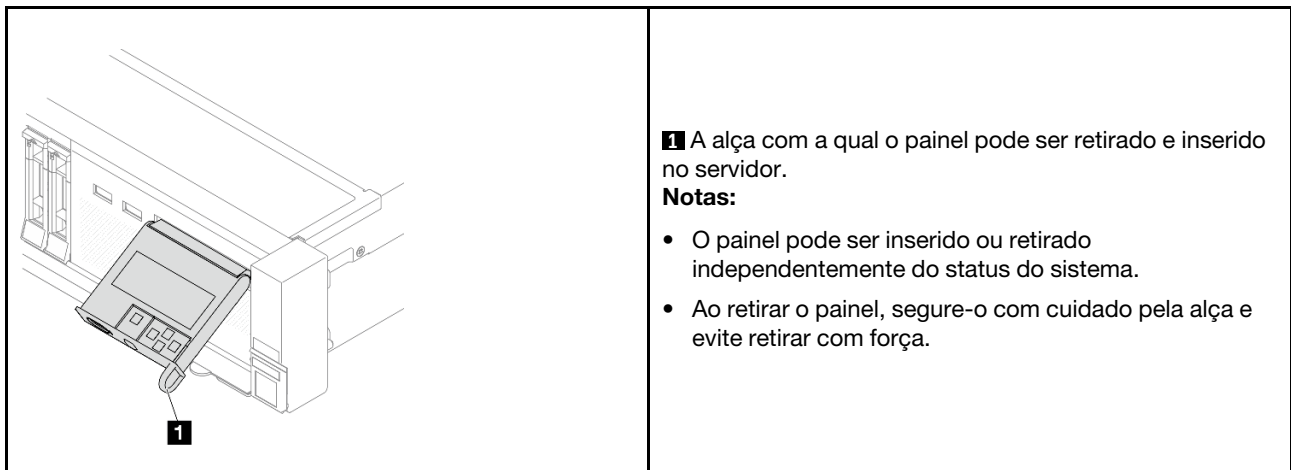 1
1 A alça com a qual o painel pode ser retirado e inserido
no servidor.
Notas:
• O painel pode ser inserido ou retirado
independentemente do status do sistema.
• Ao retirar o painel, segure-o com cuidado pela alça e
evite retirar com força.